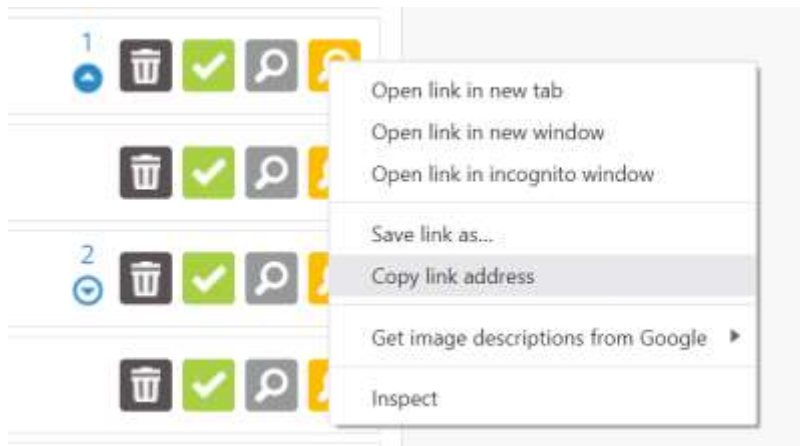 1
Open link in new tab
Open link in new window
Open link in incognito window
Save link as...
2
Copy link address
Get image descriptions from Google
Inspect